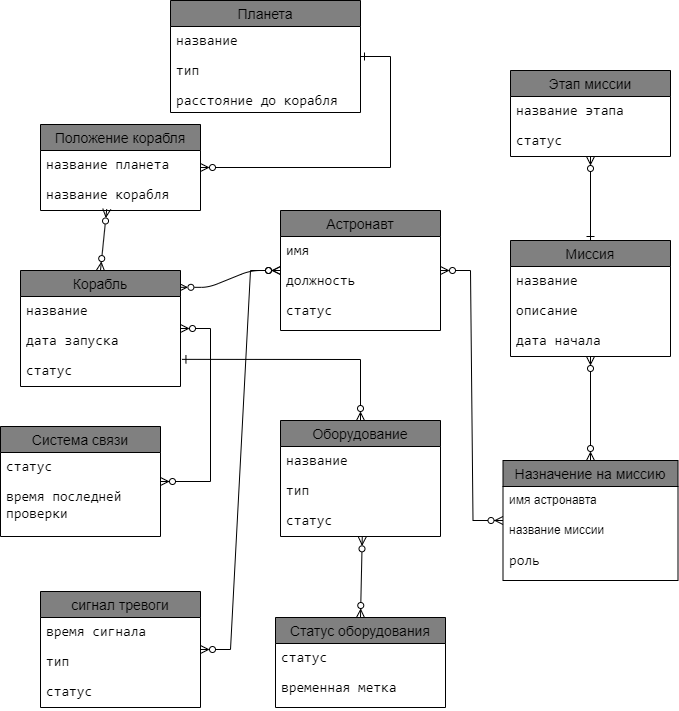 Планета
название
тип
расстояние до корабля
Этап миссии
название этапа
статус
Положение корабля
название планета
название корабля
Астронавт
имя
должность
статус
Миссия
название
описание
дата начала
Корабль
название
дата запуска
статус
Система связи
статус
время последней
проверки
Оборудование
название
тип
статус
Назначение на миссию
имя астронавта
название миссии
роль
сигнал тревоги
время сигнала
тип
статус
Статус оборудования
статус
временная метка